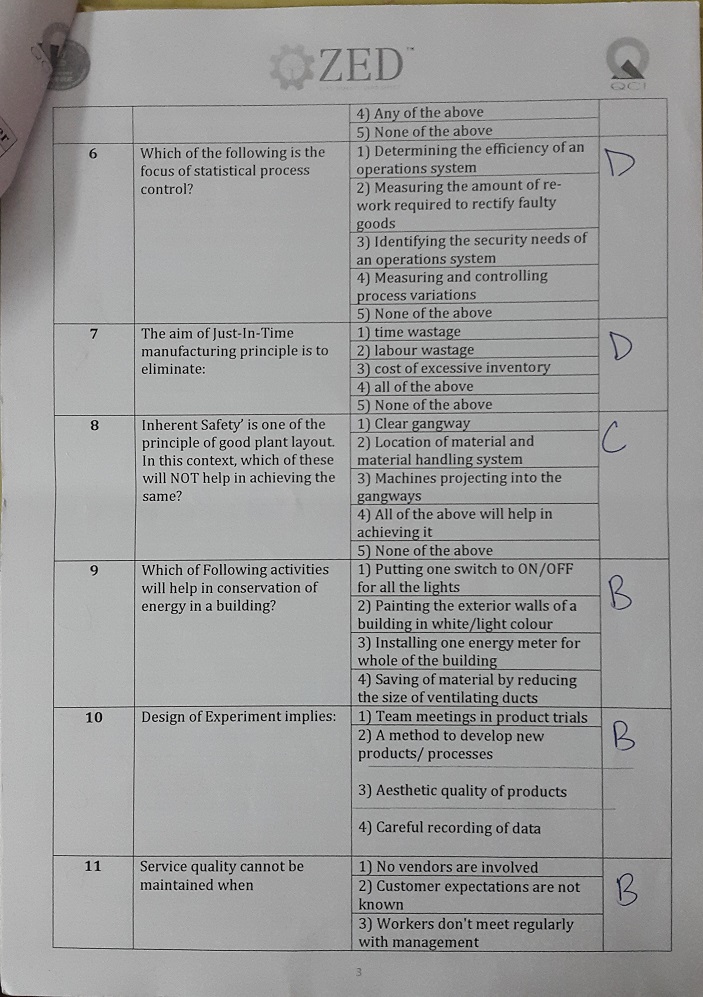 ZED™
QCI
er
4) Any of the above
5) None of the above
6
Which of the following is the
focus of statistical process
control?
1) Determining the efficiency of an
operations system
2) Measuring the amount of re-
work required to rectify faulty
goods
3) Identifying the security needs of
an operations system
4) Measuring and controlling
process variations
5) None of the above
D
7
The aim of Just-In-Time
manufacturing principle is to
eliminate:
1) time wastage
2) labour wastage
3) cost of excessive inventory
4) all of the above
5) None of the above
D
8
Inherent Safety' is one of the
principle of good plant layout.
In this context, which of these
will NOT help in achieving the
same?
1) Clear gangway
2) Location of material and
material handling system
3) Machines projecting into the
gangways
4) All of the above will help in
achieving it
5) None of the above
C
9
Which of Following activities
will help in conservation of
energy in a building?
1) Putting one switch to ON/OFF
for all the lights
2) Painting the exterior walls of a
building in white/light colour
3) Installing one energy meter for
whole of the building
4) Saving of material by reducing
the size of ventilating ducts
B
10
Design of Experiment implies:
1) Team meetings in product trials
2) A method to develop new
products/ processes
3) Aesthetic quality of products
4) Careful recording of data
B
11
Service quality cannot be
maintained when
1) No vendors are involved
2) Customer expectations are not
known
3) Workers don't meet regularly
with management
B
3